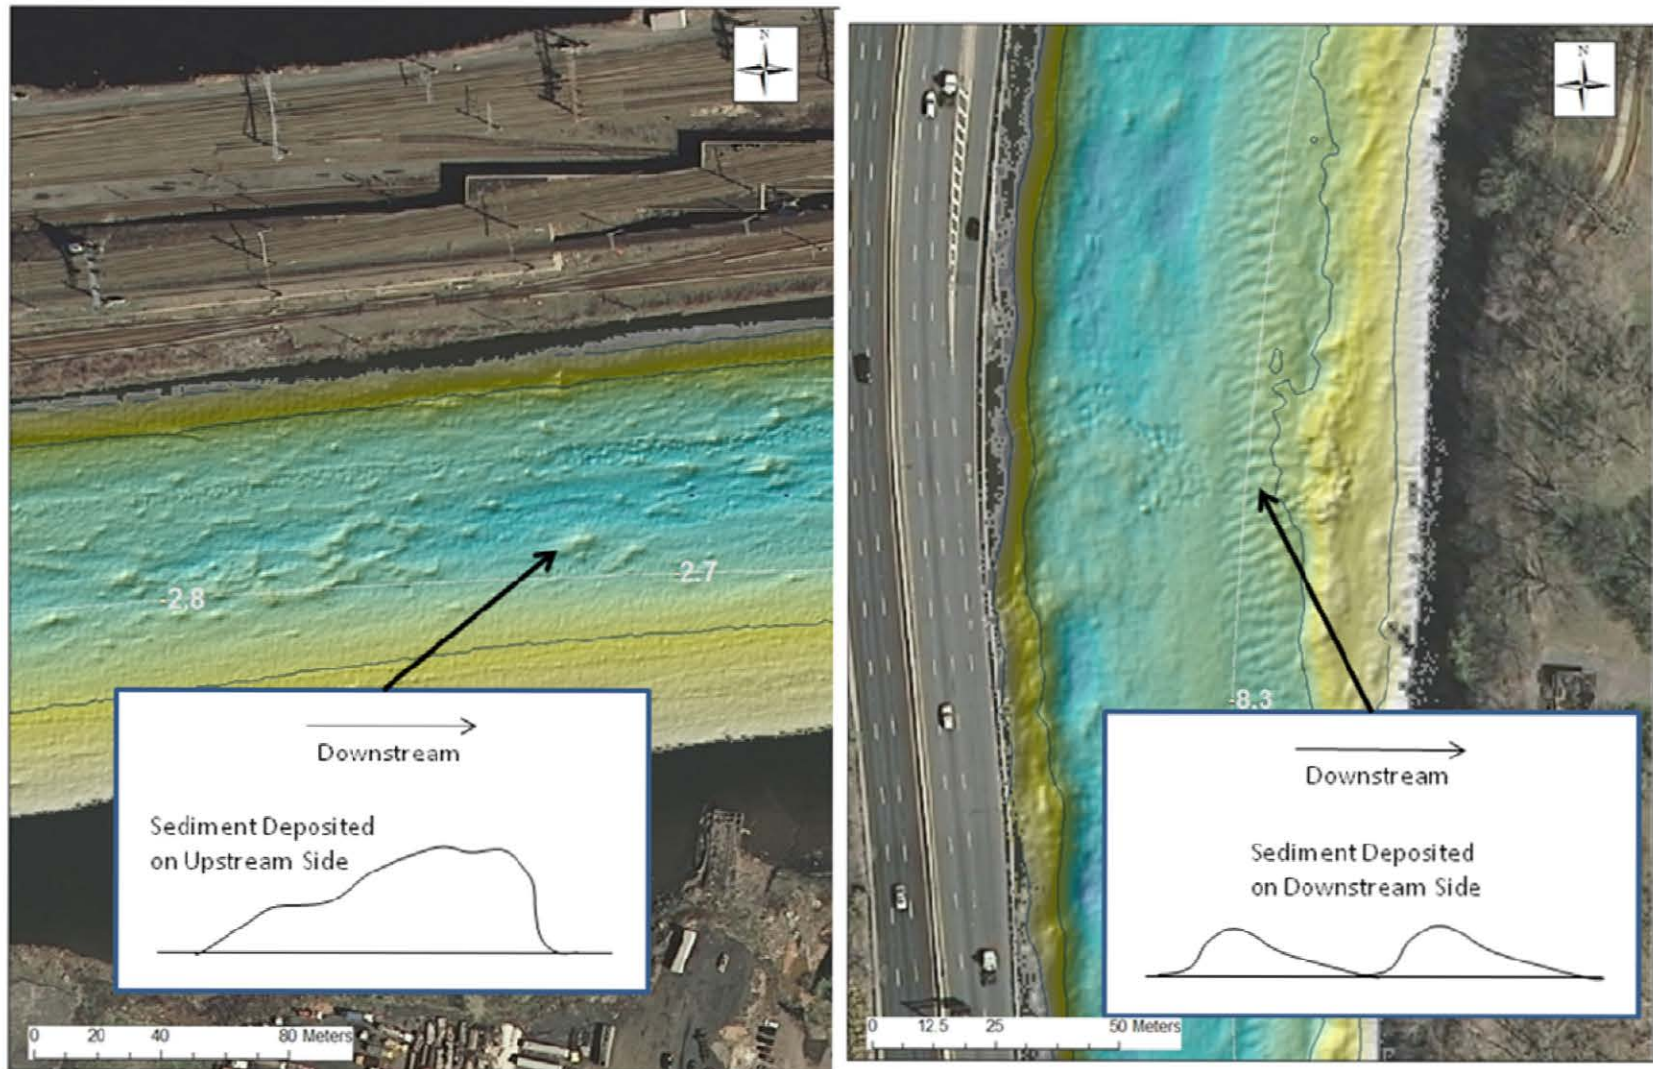 N
-2.8
-2.7
Downstream
Sediment Deposited
on Upstream Side
0 20 40 80 Meters
N
-8.3
Downstream
Sediment Deposited
on Downstream Side
0 12.5 25 50 Meters